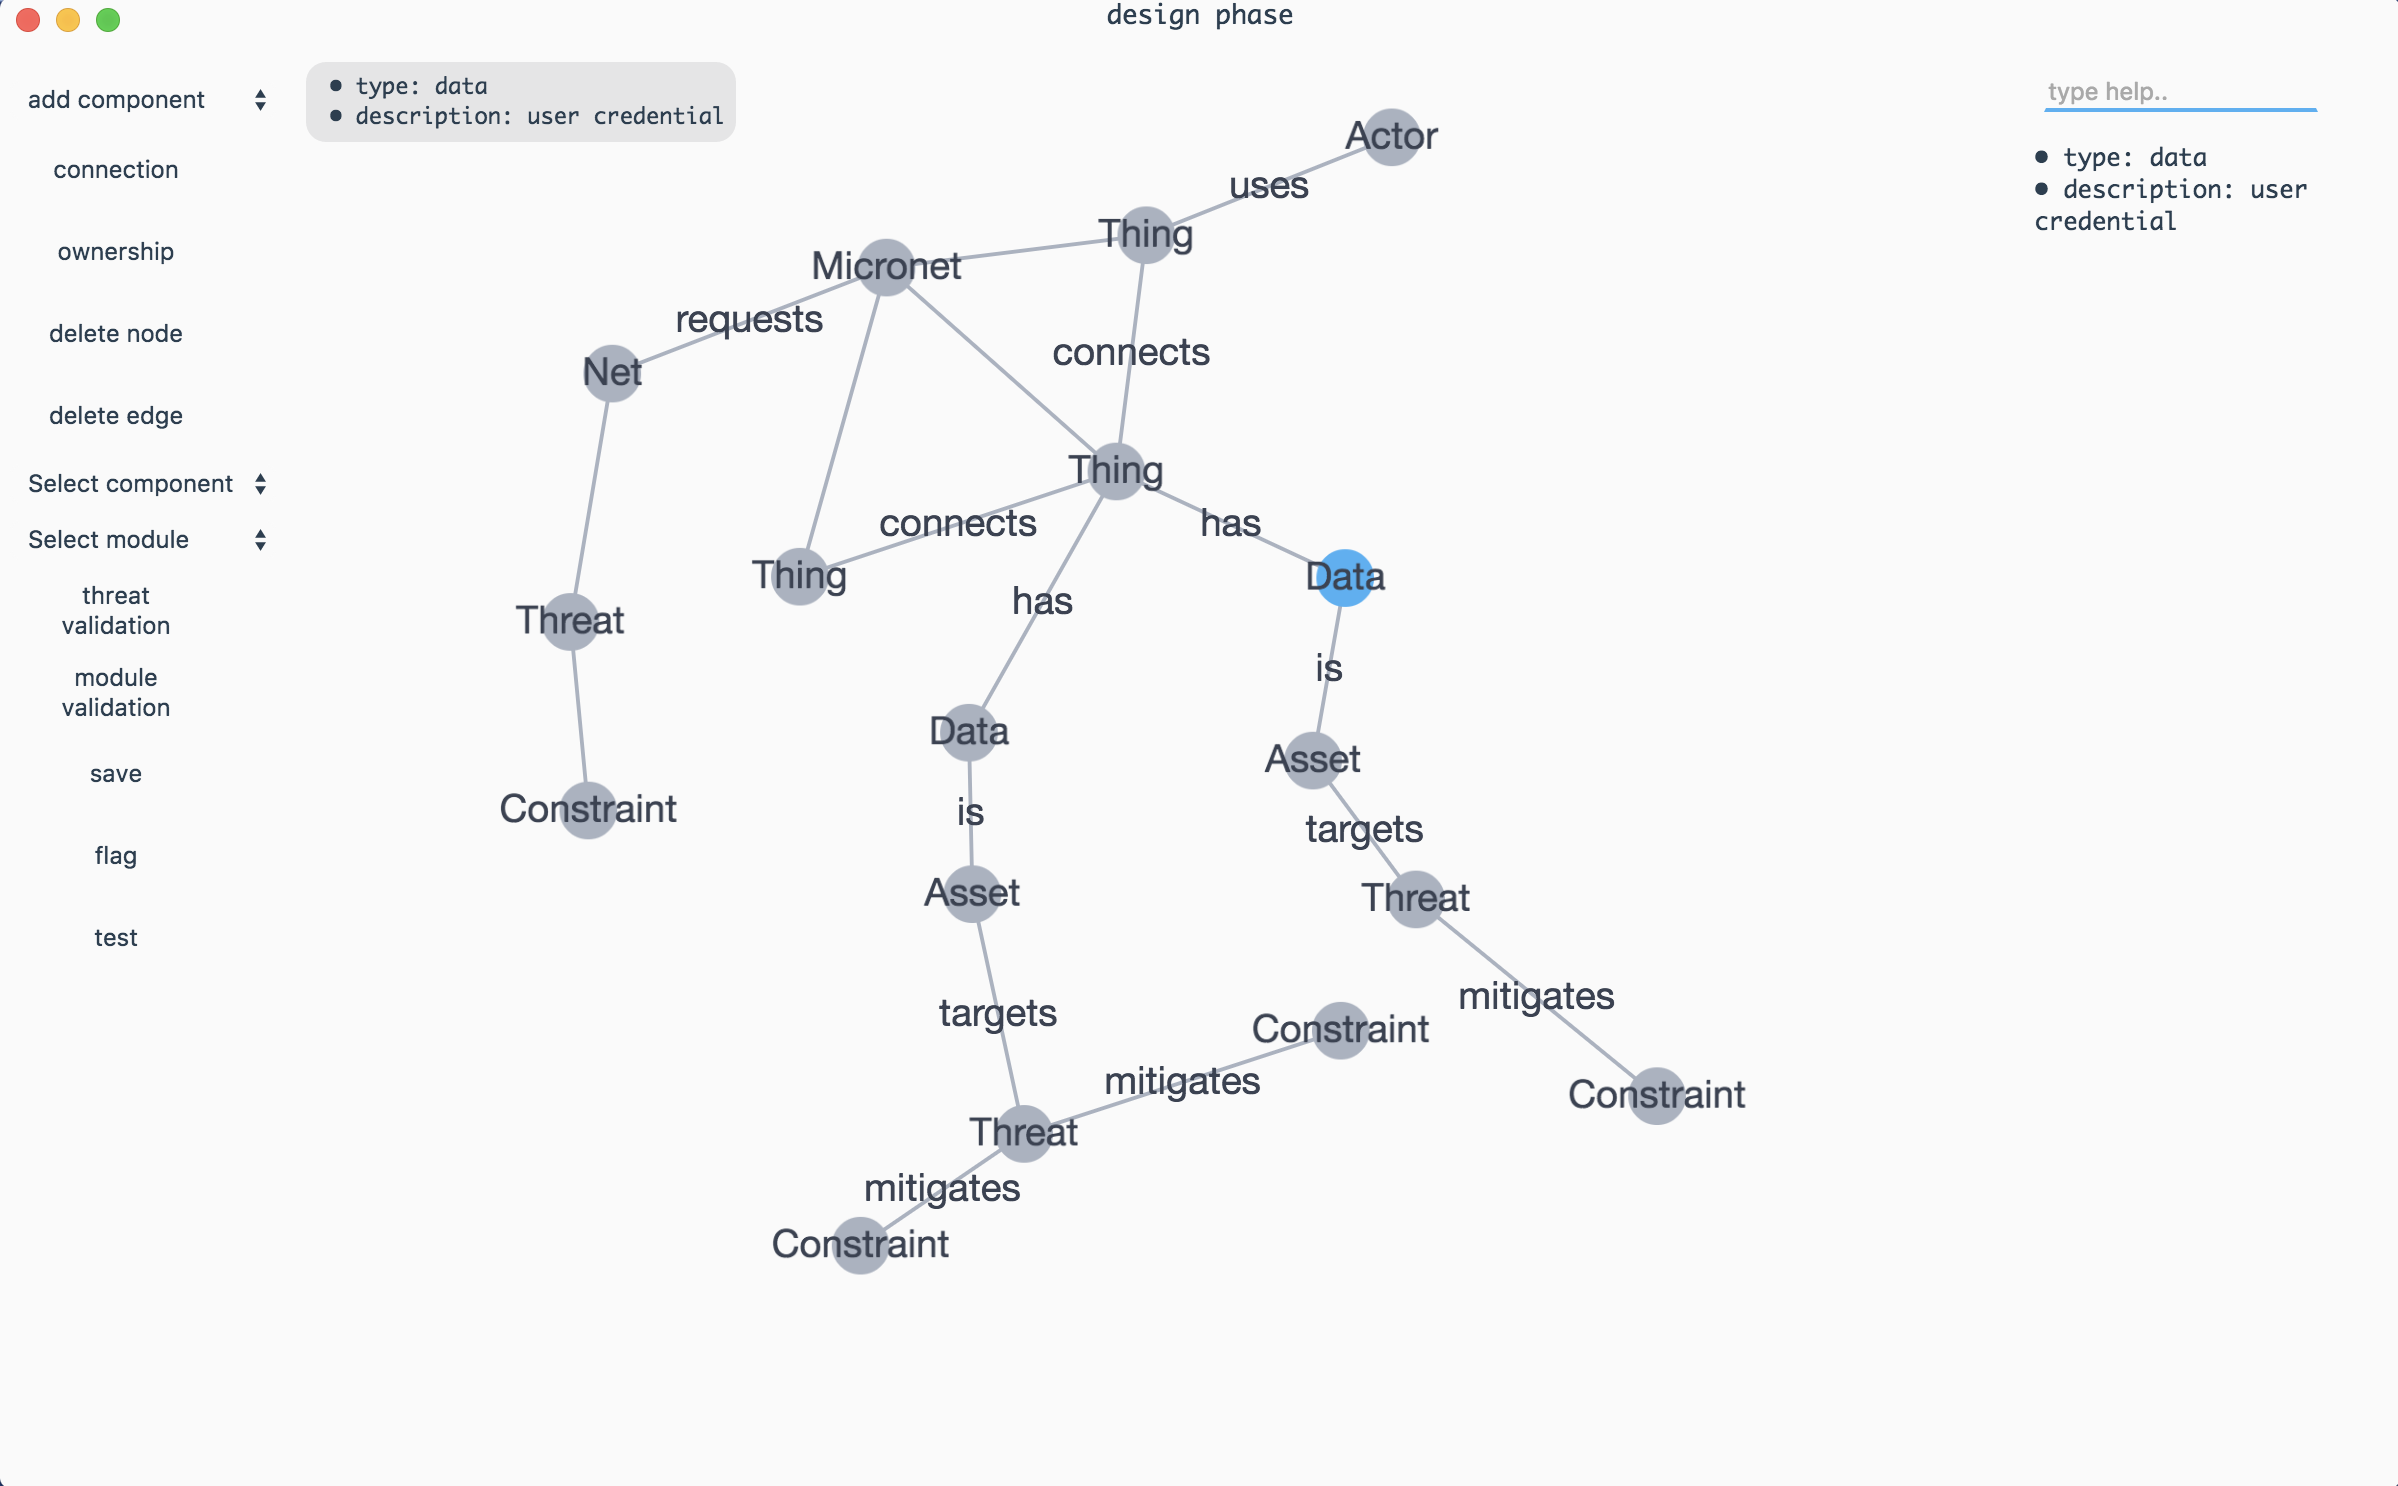 design phase
add component
connection
ownership
delete node
delete edge
Select component
Select module
threat
validation
module
validation
save
flag
test
● type: data
● description: user credential
Actor
uses
Thing
Micronet
requests
connects
Net
Thing
connects
has
Thing
Data
has
Threat
is
Data
Asset
Constraint
is
targets
Asset
Threat
mitigates
targets
Constraint
mitigates
Constraint
Threat
mitigates
Constraint
type help..
● type: data
● description: user
credential